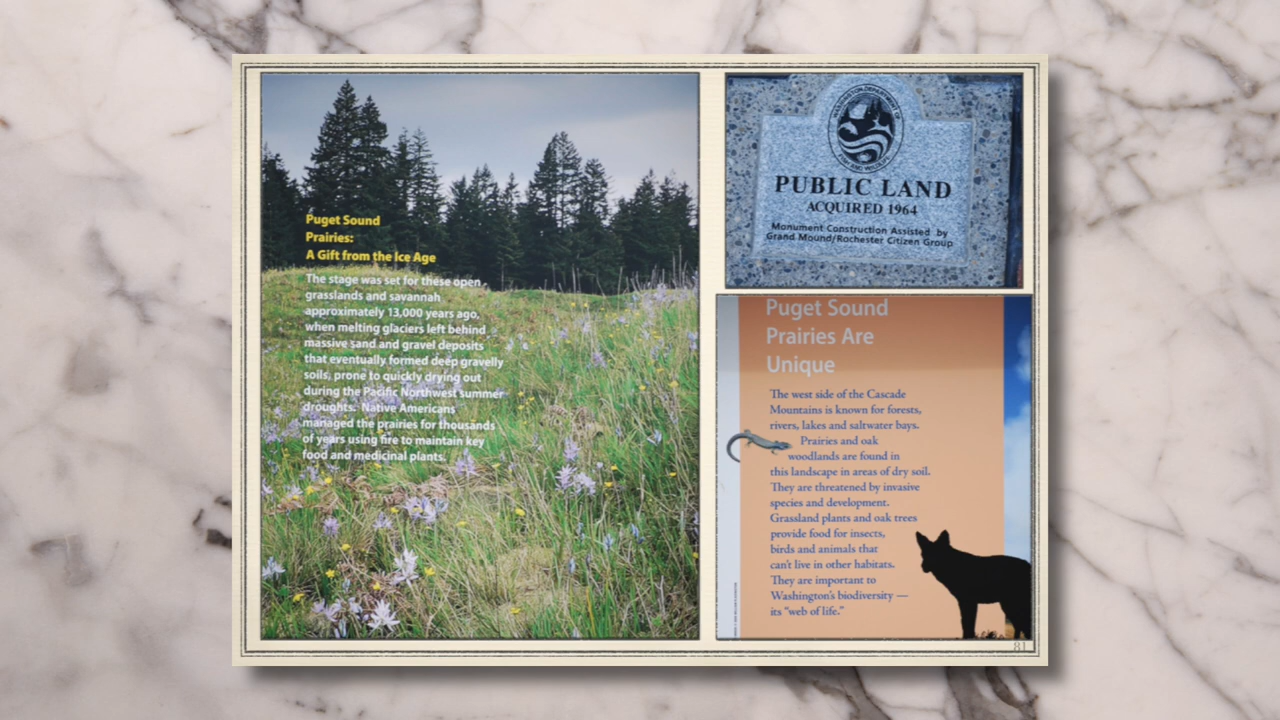 Puget Sound
Prairies:
A Gift from the Ice Age
The stage was set for these open
grasslands and savannah
approximately 13,000 years ago,
when melting glaciers left behind
massive sand and gravel deposits
that eventually formed deep gravelly
soils, prone to quickly drying out
during the Pacific Northwest summer
droughts. Native Americans
managed the prairies for thousands
of years using fire to maintain key
food and medicinal plants.
WASHINGTON DEPARTMENT OF
FISH AND WILDLIFE
PUBLIC LAND
ACQUIRED 1964
Monument Construction Assisted by
Grand Mound/Rochester Citizen Group
Puget Sound
Prairies Are
Unique
The west side of the Cascade
Mountains is known for forests,
rivers, lakes and saltwater bays.
Prairies and oak
woodlands are found in
this landscape in areas of dry soil.
They are threatened by invasive
species and development.
Grassland plants and oak trees
provide food for insects,
birds and animals that
can't live in other habitats.
They are important to
Washington's biodiversity —
its "web of life."
81